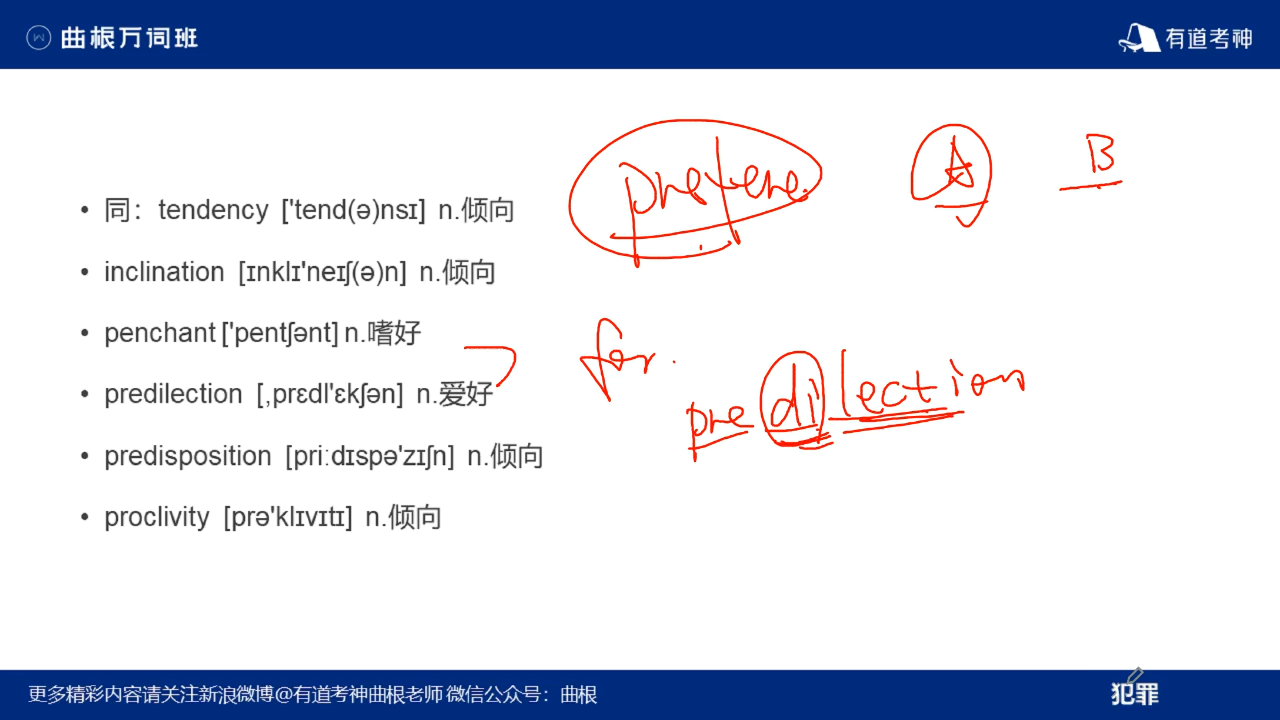 曲根万词班
有道考神
prefere A B
• 同：tendency ['tend(ə)nsɪ] n.倾向
• inclination [ɪnklɪ'neɪʃ(ə)n] n.倾向
• penchant ['pentʃənt] n.嗜好
for.
• predilection [,prɛdl'ɛkʃən] n.爱好
predilection
• predisposition [priːdɪspə'zɪʃn] n.倾向
• proclivity [prə'klɪvɪtɪ] n.倾向
更多精彩内容请关注新浪微博@有道考神曲根老师 微信公众号：曲根
犯罪